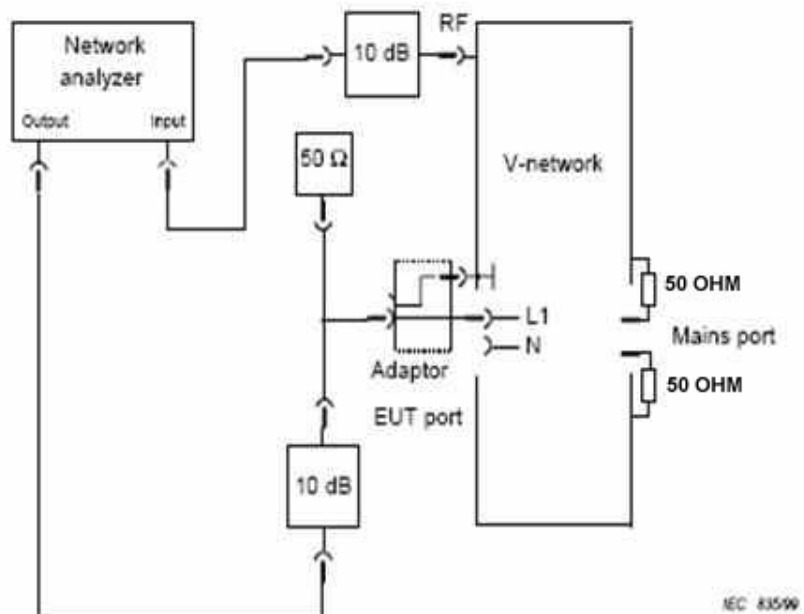 Network
analyzer
Output
Input
10 dB
RF
50 Ω
V-network
50 OHM
L1
Mains port
N
Adaptor
50 OHM
EUT port
10 dB
IEC 835/99